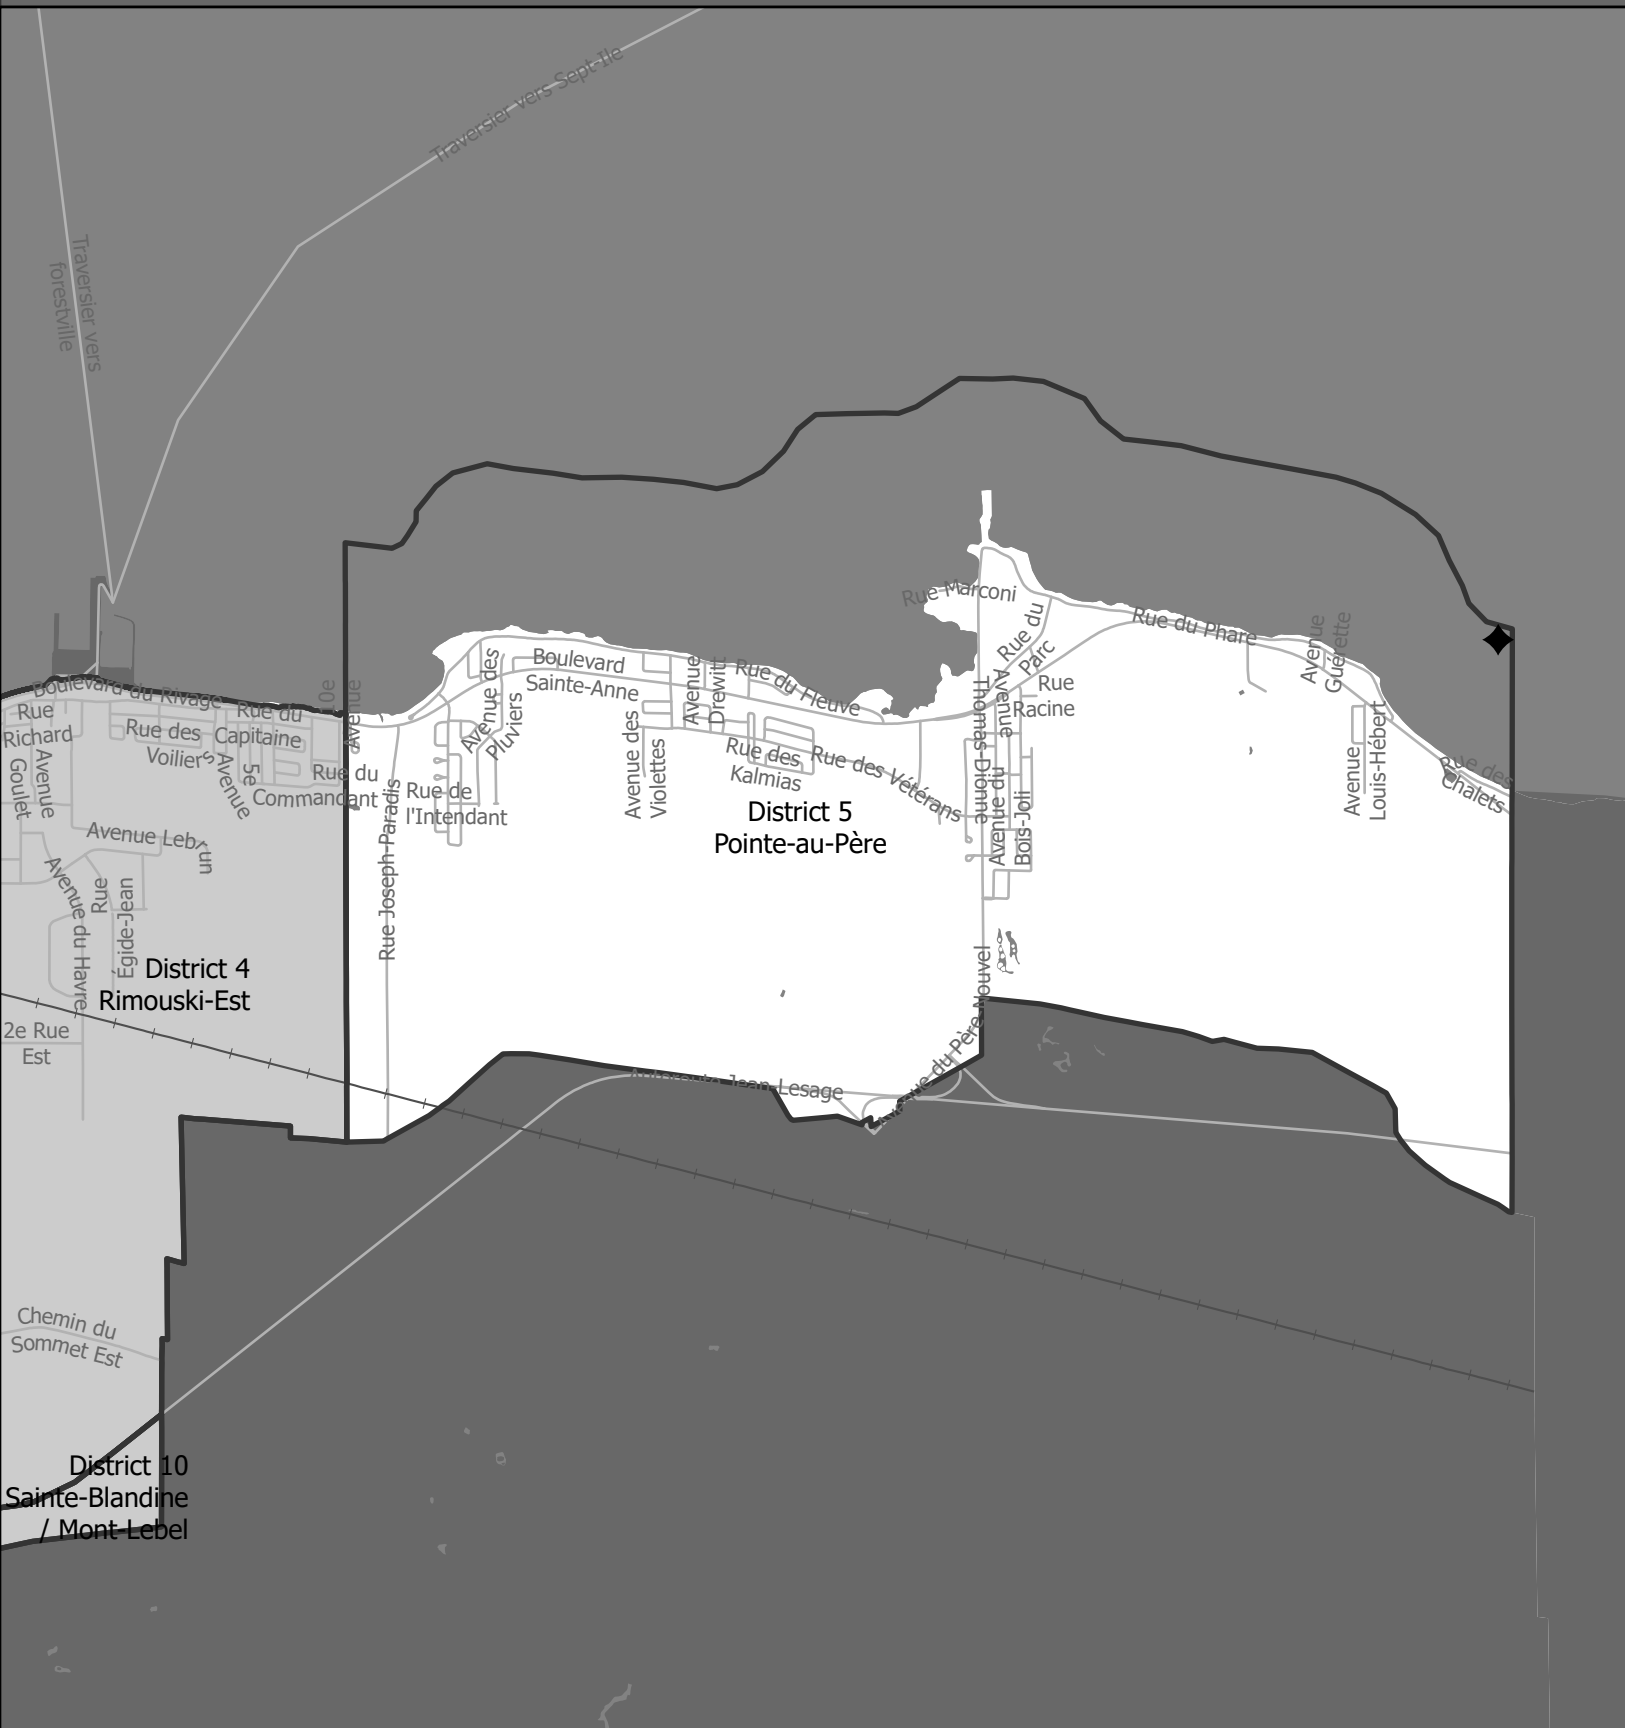 Traversier vers Sept-Ile
Traversier vers
forestville
Rue Marconi
Rue du
Parc
Rue du Phare
Avenue
Guérette
Boulevard
Sainte-Anne
Avenue des
Pluviers
Avenue
Drewitt
Rue du Fleuve
Boulevard du Rivage
10e
Avenue
Rue
Richard
Rue des
Voiliers
Rue du
Capitaine
Avenue
Goulet
5e
Avenue
Rue du
Commandant
Rue de
l'Intendant
Avenue des
Violettes
Rue des
Kalmias
Rue des Vétérans
Avenue
Thomas-Dionne
Rue
Racine
Avenue du
Bois-Joli
Avenue
Louis-Hébert
Rue des
Chalets
District 5
Pointe-au-Père
Avenue Lebrun
Avenue du Havre
Rue
Égide-Jean
Rue Joseph-Paradis
District 4
Rimouski-Est
2e Rue
Est
Autoroute Jean-Lesage
Avenue du Père-Nouvel
Chemin du
Sommet Est
District 10
Sainte-Blandine
/ Mont-Lebel